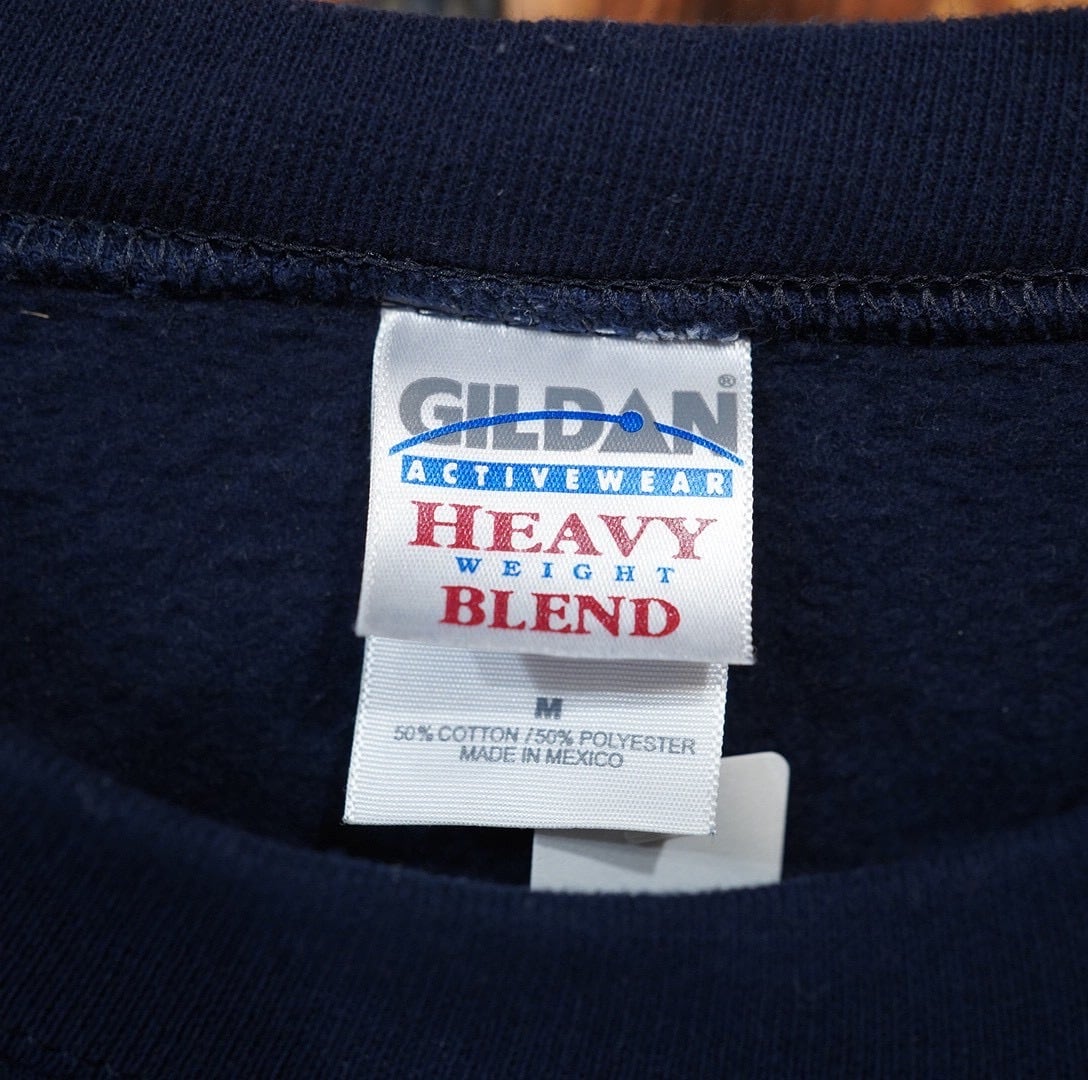 GILDAN®
ACTIVEWEAR
HEAVY
WEIGHT
BLEND
M
50% COTTON / 50% POLYESTER
MADE IN MEXICO